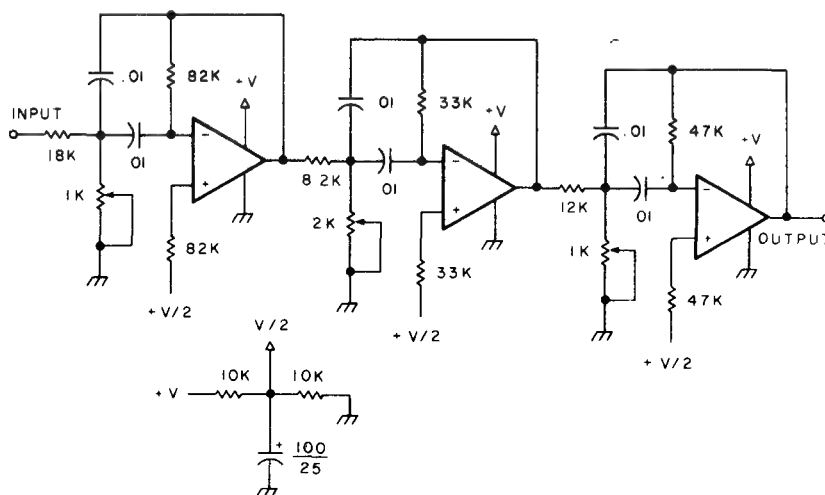 INPUT
18K
.01
82K
01
+V
1K
82K
+V/2
8 2K
01
33K
01
+V
2K
33K
+V/2
12K
.01
47K
01
+V
1K
OUTPUT
47K
+V/2
V/2
+V
10K
10K
+
100
25
-
+
-
+
-
+